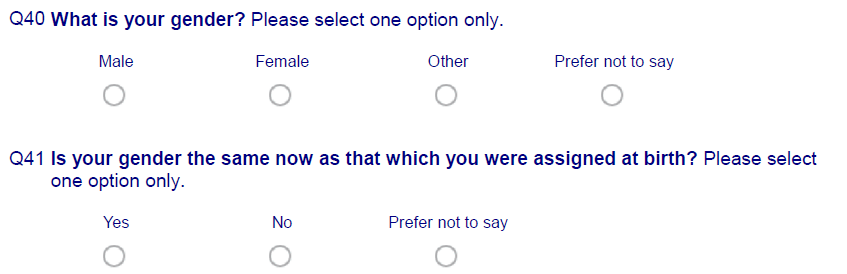 Q40 What is your gender? Please select one option only.
Male Female Other Prefer not to say
Q41 Is your gender the same now as that which you were assigned at birth? Please select
one option only.
Yes No Prefer not to say